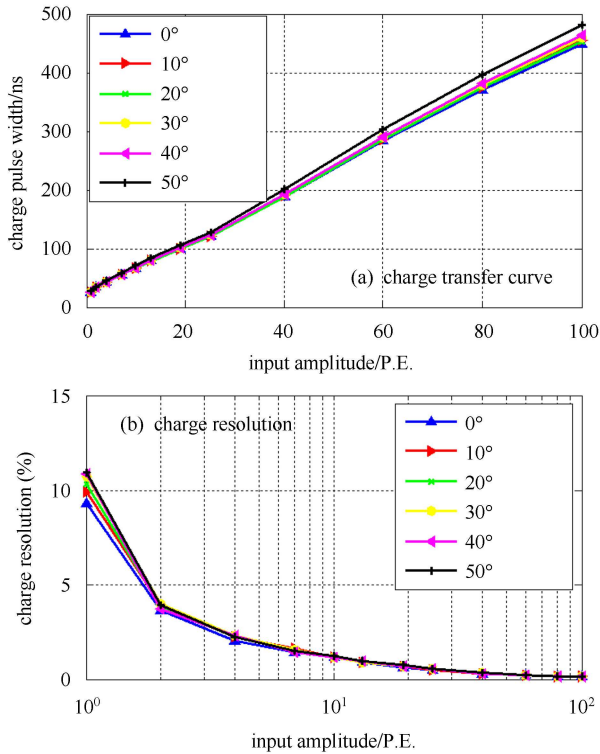 500
400
300
200
100
0
charge pulse width/ns
0°
10°
20°
30°
40°
50°
(a) charge transfer curve
0 20 40 60 80 100
input amplitude/P.E.
15
10
5
0
charge resolution (%)
(b) charge resolution
0°
10°
20°
30°
40°
50°
10⁰ 10¹ 10²
input amplitude/P.E.